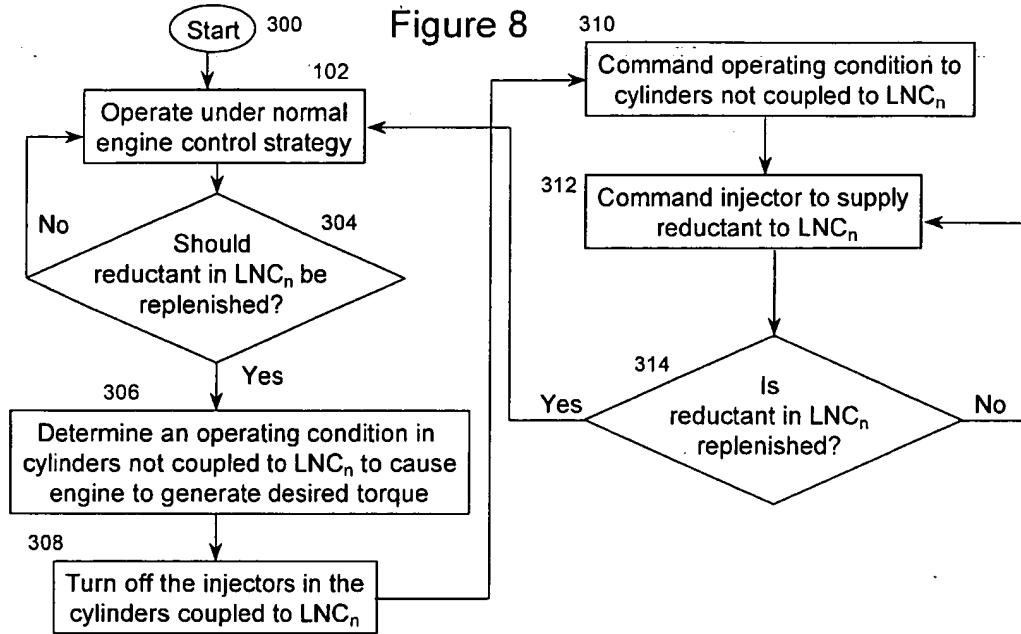 Figure 8
Start
300
102
Operate under normal
engine control strategy
No
304
Should
reductant in LNCₙ be
replenished?
Yes
306
Determine an operating condition in
cylinders not coupled to LNCₙ to cause
engine to generate desired torque
308
Turn off the injectors in the
cylinders coupled to LNCₙ
310
Command operating condition to
cylinders not coupled to LNCₙ
312
Command injector to supply
reductant to LNCₙ
314
Is
reductant in LNCₙ
replenished?
Yes
No